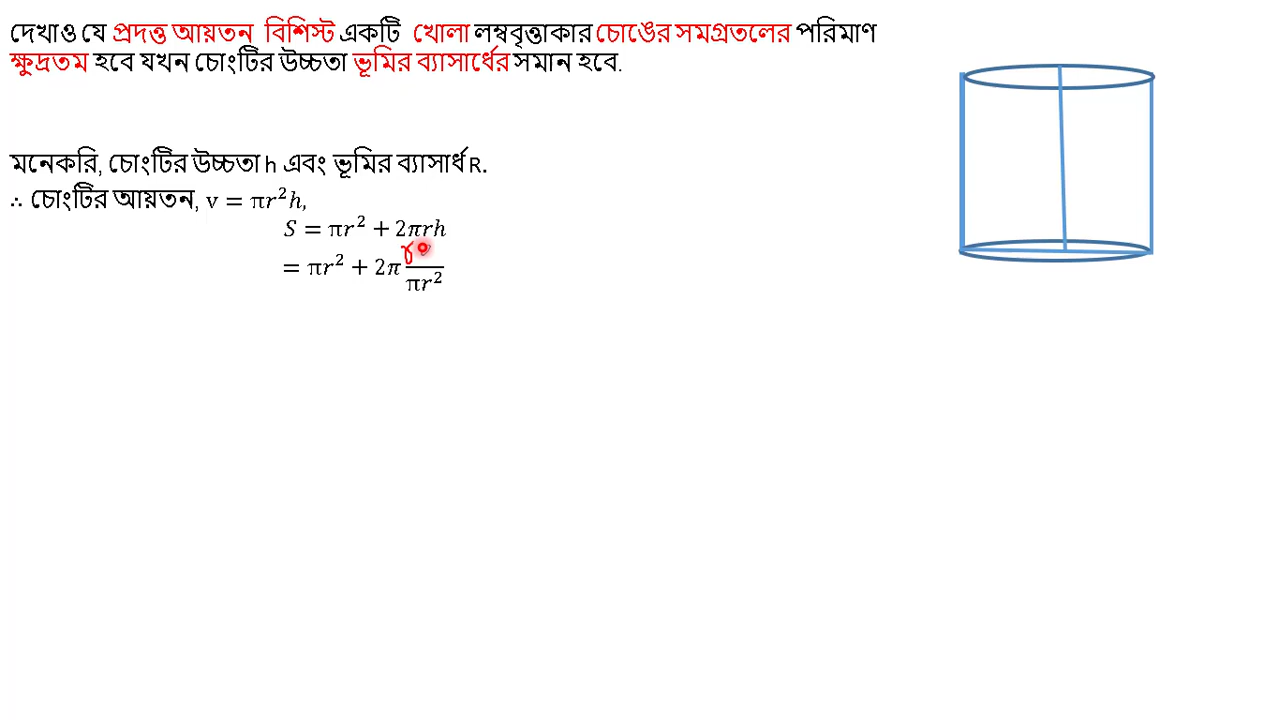 দেখাও যে প্রদত্ত আয়তন বিশিস্ট একটি খোলা লম্ববৃত্তাকার চোঙের সমগ্রতলের পরিমাণ
ক্ষুদ্রতম হবে যখন চোংটির উচ্চতা ভূমির ব্যাসার্ধের সমান হবে.
মনেকরি, চোংটির উচ্চতা h এবং ভূমির ব্যাসার্ধ R.
∴ চোংটির আয়তন, v = πr²h,
S = πr² + 2πrh
= πr² + 2π r /πr²